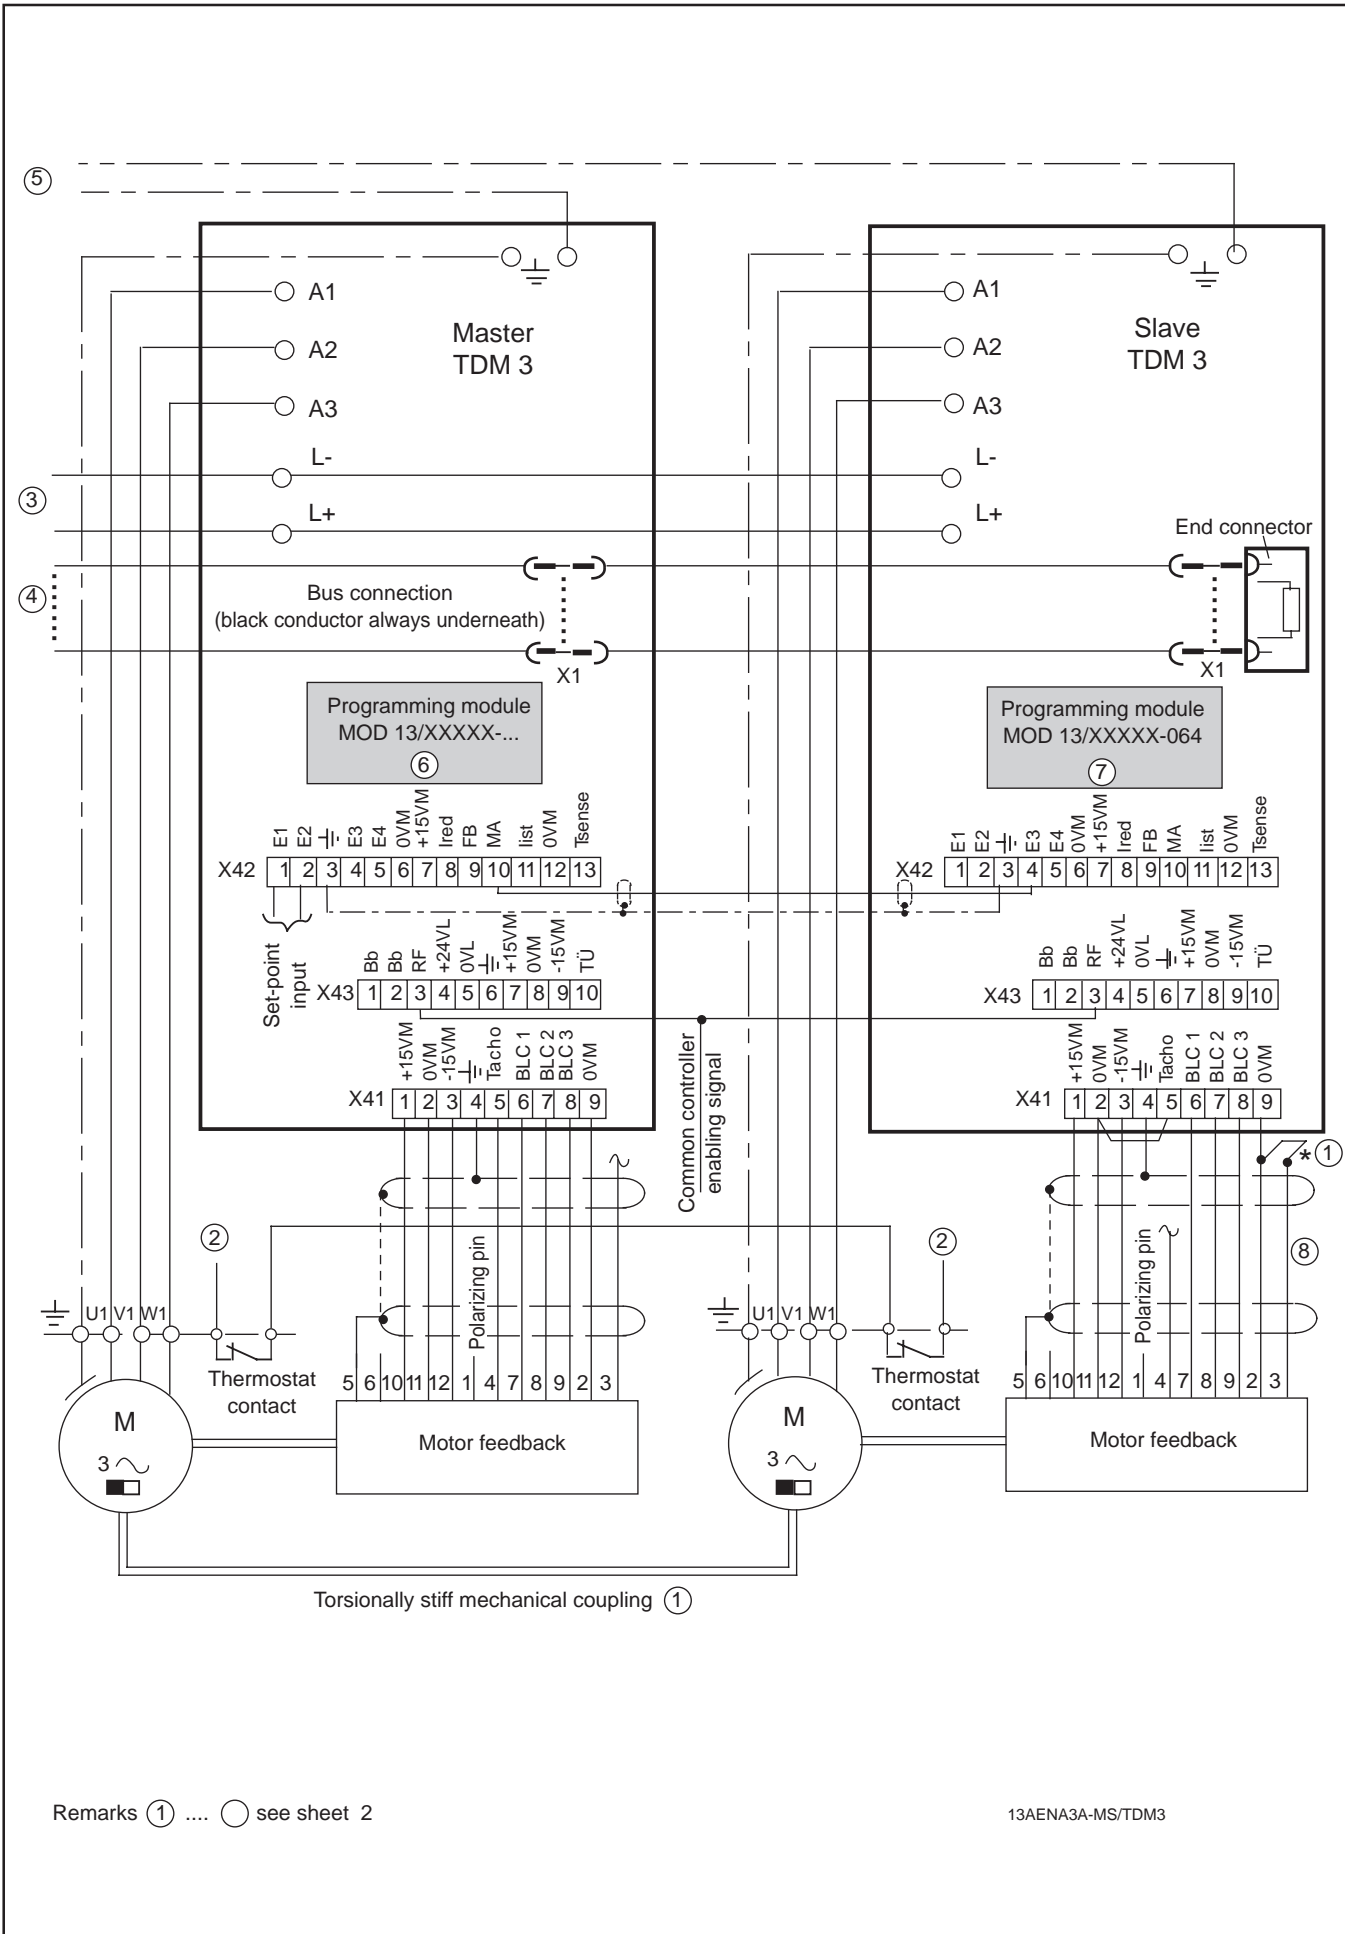 5
A1
A2
A3
Master
TDM 3
L-
L+
3
4
Bus connection
(black conductor always underneath)
X1
Programming module
MOD 13/XXXXX-...
6
E1 E2 E3 E4 0VM +15VM Ired FB MA Iist 0VM Tsense
X42 1 2 3 4 5 6 7 8 9 10 11 12 13
Set-point
input
Bb Bb RF +24VL 0VL +15VM 0VM -15VM TÜ
X43 1 2 3 4 5 6 7 8 9 10
+15VM 0VM -15VM Tacho BLC 1 BLC 2 BLC 3 0VM
X41 1 2 3 4 5 6 7 8 9
Common controller
enabling signal
A1
A2
A3
Slave
TDM 3
L-
L+
End connector
X1
Programming module
MOD 13/XXXXX-064
7
E1 E2 E3 E4 0VM +15VM Ired FB MA Iist 0VM Tsense
X42 1 2 3 4 5 6 7 8 9 10 11 12 13
Bb Bb RF +24VL 0VL +15VM 0VM -15VM TÜ
X43 1 2 3 4 5 6 7 8 9 10
+15VM 0VM -15VM Tacho BLC 1 BLC 2 BLC 3 0VM
X41 1 2 3 4 5 6 7 8 9
* 1
2
Polarizing pin
U1 V1 W1
Thermostat
contact
5 6 10 11 12 1 4 7 8 9 2 3
M
3
Motor feedback
2
Polarizing pin
8
U1 V1 W1
Thermostat
contact
5 6 10 11 12 1 4 7 8 9 2 3
M
3
Motor feedback
Torsionally stiff mechanical coupling 1
Remarks 1 .... see sheet 2
13AENA3A-MS/TDM3